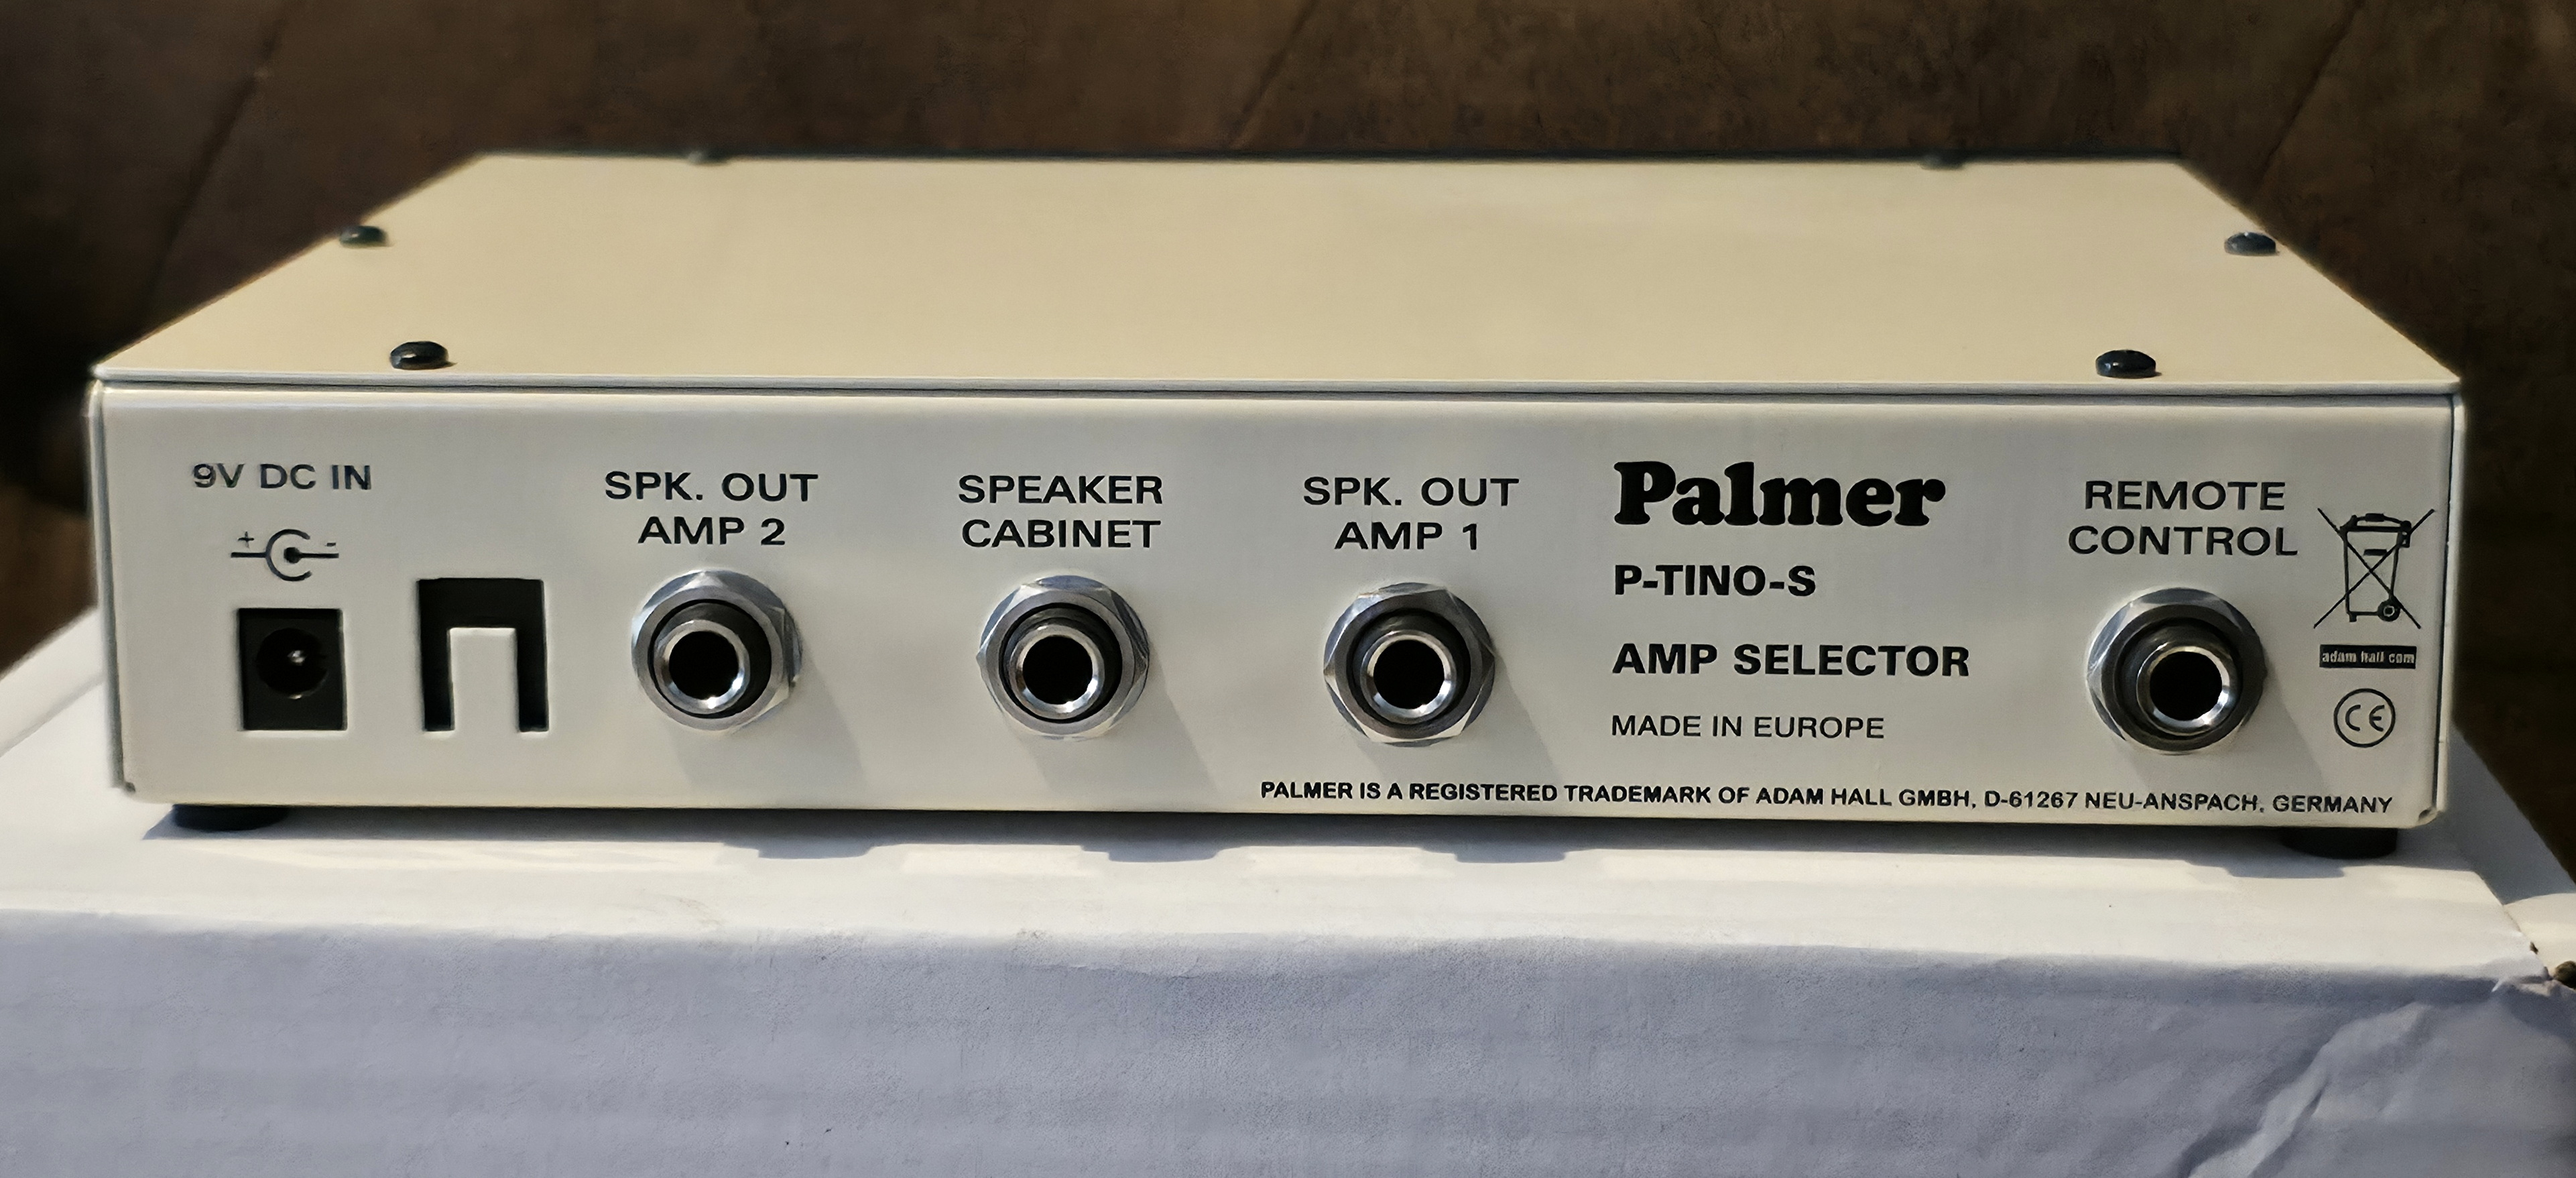 9V DC IN
+ -
SPK. OUT
AMP 2
SPEAKER
CABINET
SPK. OUT
AMP 1
Palmer
P-TINO-S
AMP SELECTOR
MADE IN EUROPE
REMOTE
CONTROL
adam hall com
CE
PALMER IS A REGISTERED TRADEMARK OF ADAM HALL GMBH, D-61267 NEU-ANSPACH, GERMANY